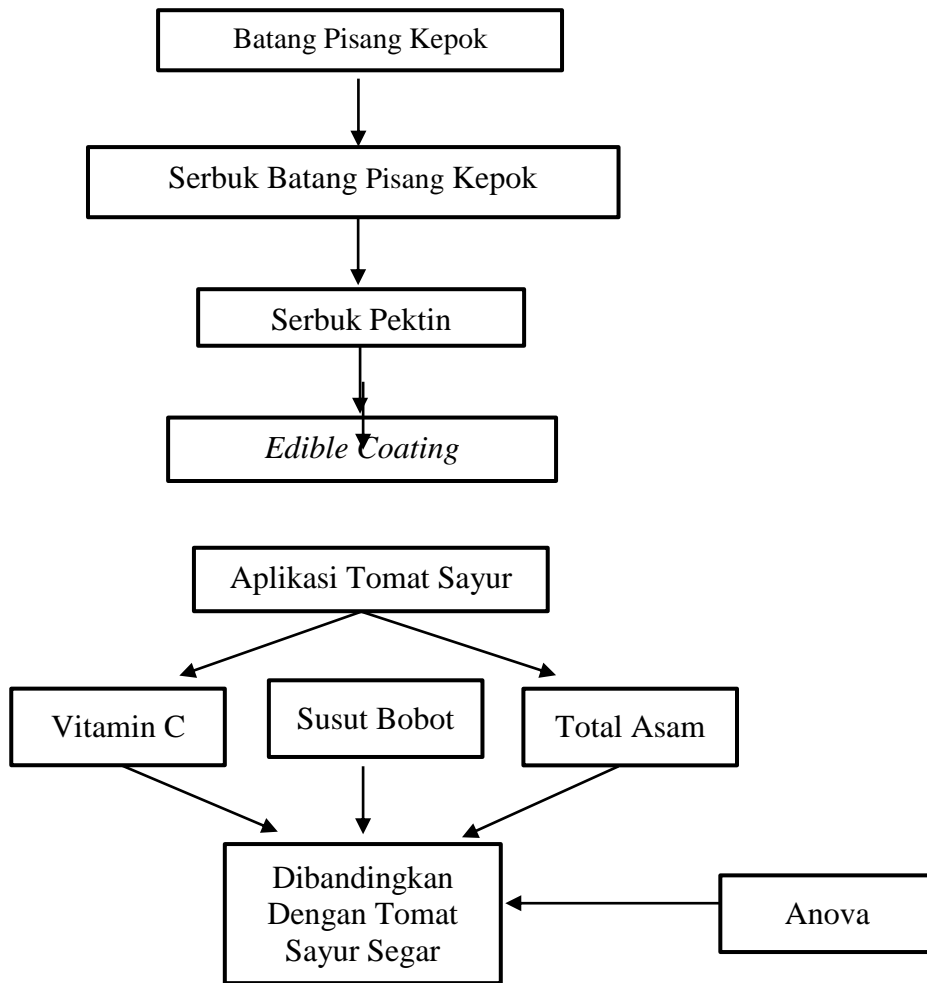 Batang Pisang Kepok
Serbuk Batang Pisang Kepok
Serbuk Pektin
Edible Coating
Aplikasi Tomat Sayur
Vitamin C
Susut Bobot
Total Asam
Dibandingkan
Dengan Tomat
Sayur Segar
Anova